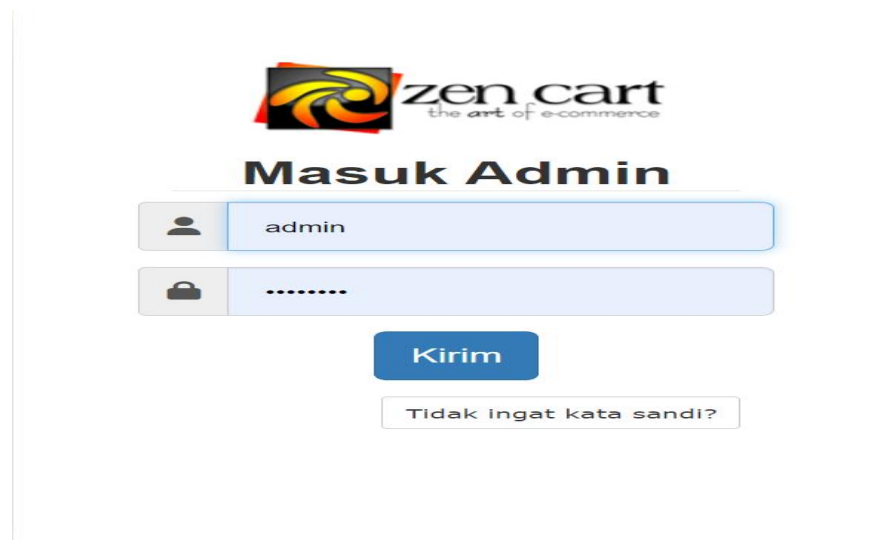 zen cart
the art of e-commerce
Masuk Admin
admin
••••••••
Kirim
Tidak ingat kata sandi?